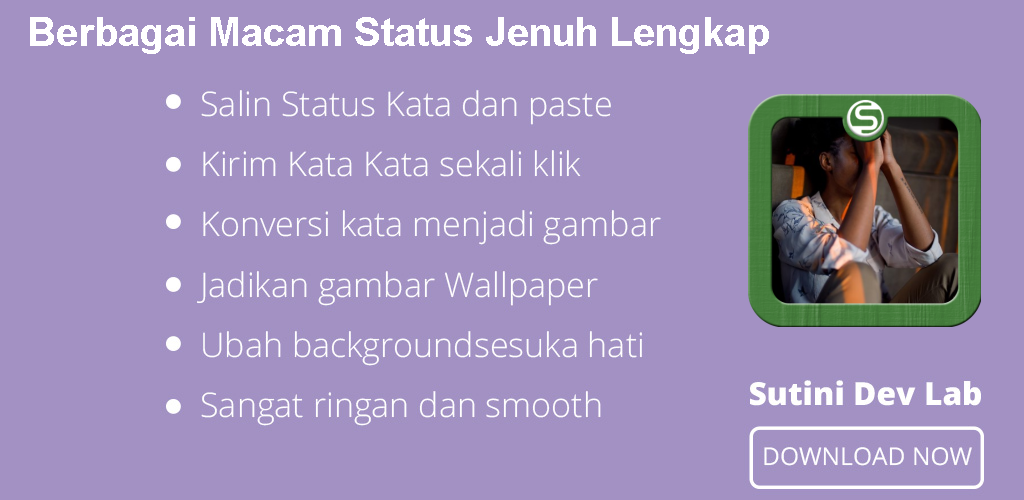 Berbagai Macam Status Jenuh Lengkap
Salin Status Kata dan paste
Kirim Kata Kata sekali klik
Konversi kata menjadi gambar
Jadikan gambar Wallpaper
Ubah backgroundsesuka hati
Sangat ringan dan smooth
S
Sutini Dev Lab
DOWNLOAD NOW